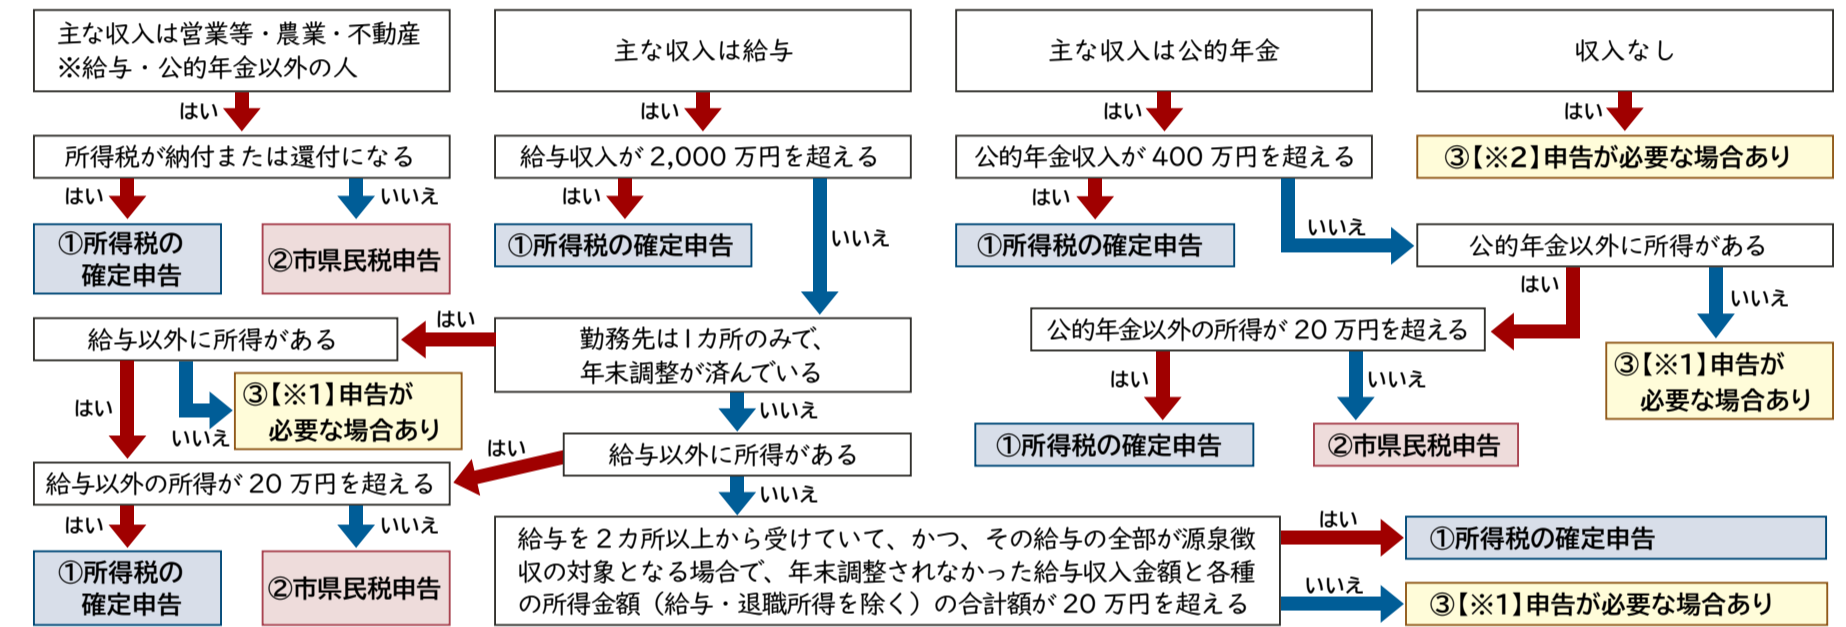 主な収入は営業等・農業・不動産
※給与・公的年金以外の人
はい
所得税が納付または還付になる
はい
いいえ
①所得税の
確定申告
②市県民税申告
主な収入は給与
はい
給与収入が 2,000 万円を超える
はい
①所得税の確定申告
いいえ
勤務先は1カ所のみで、
年末調整が済んでいる
はい
給与以外に所得がある
はい
いいえ
③【※1】申告が
必要な場合あり
いいえ
給与以外に所得がある
はい
給与以外の所得が 20 万円を超える
はい
いいえ
①所得税の
確定申告
②市県民税申告
いいえ
給与を2カ所以上から受けていて、かつ、その給与の全部が源泉徴
収の対象となる場合で、年末調整されなかった給与収入金額と各種
の所得金額（給与・退職所得を除く）の合計額が 20 万円を超える
はい
①所得税の確定申告
いいえ
③【※1】申告が必要な場合あり
主な収入は公的年金
はい
公的年金収入が 400 万円を超える
はい
①所得税の確定申告
いいえ
公的年金以外に所得がある
はい
いいえ
③【※1】申告が
必要な場合あり
公的年金以外の所得が 20 万円を超える
はい
いいえ
①所得税の確定申告
②市県民税申告
収入なし
はい
③【※2】申告が必要な場合あり